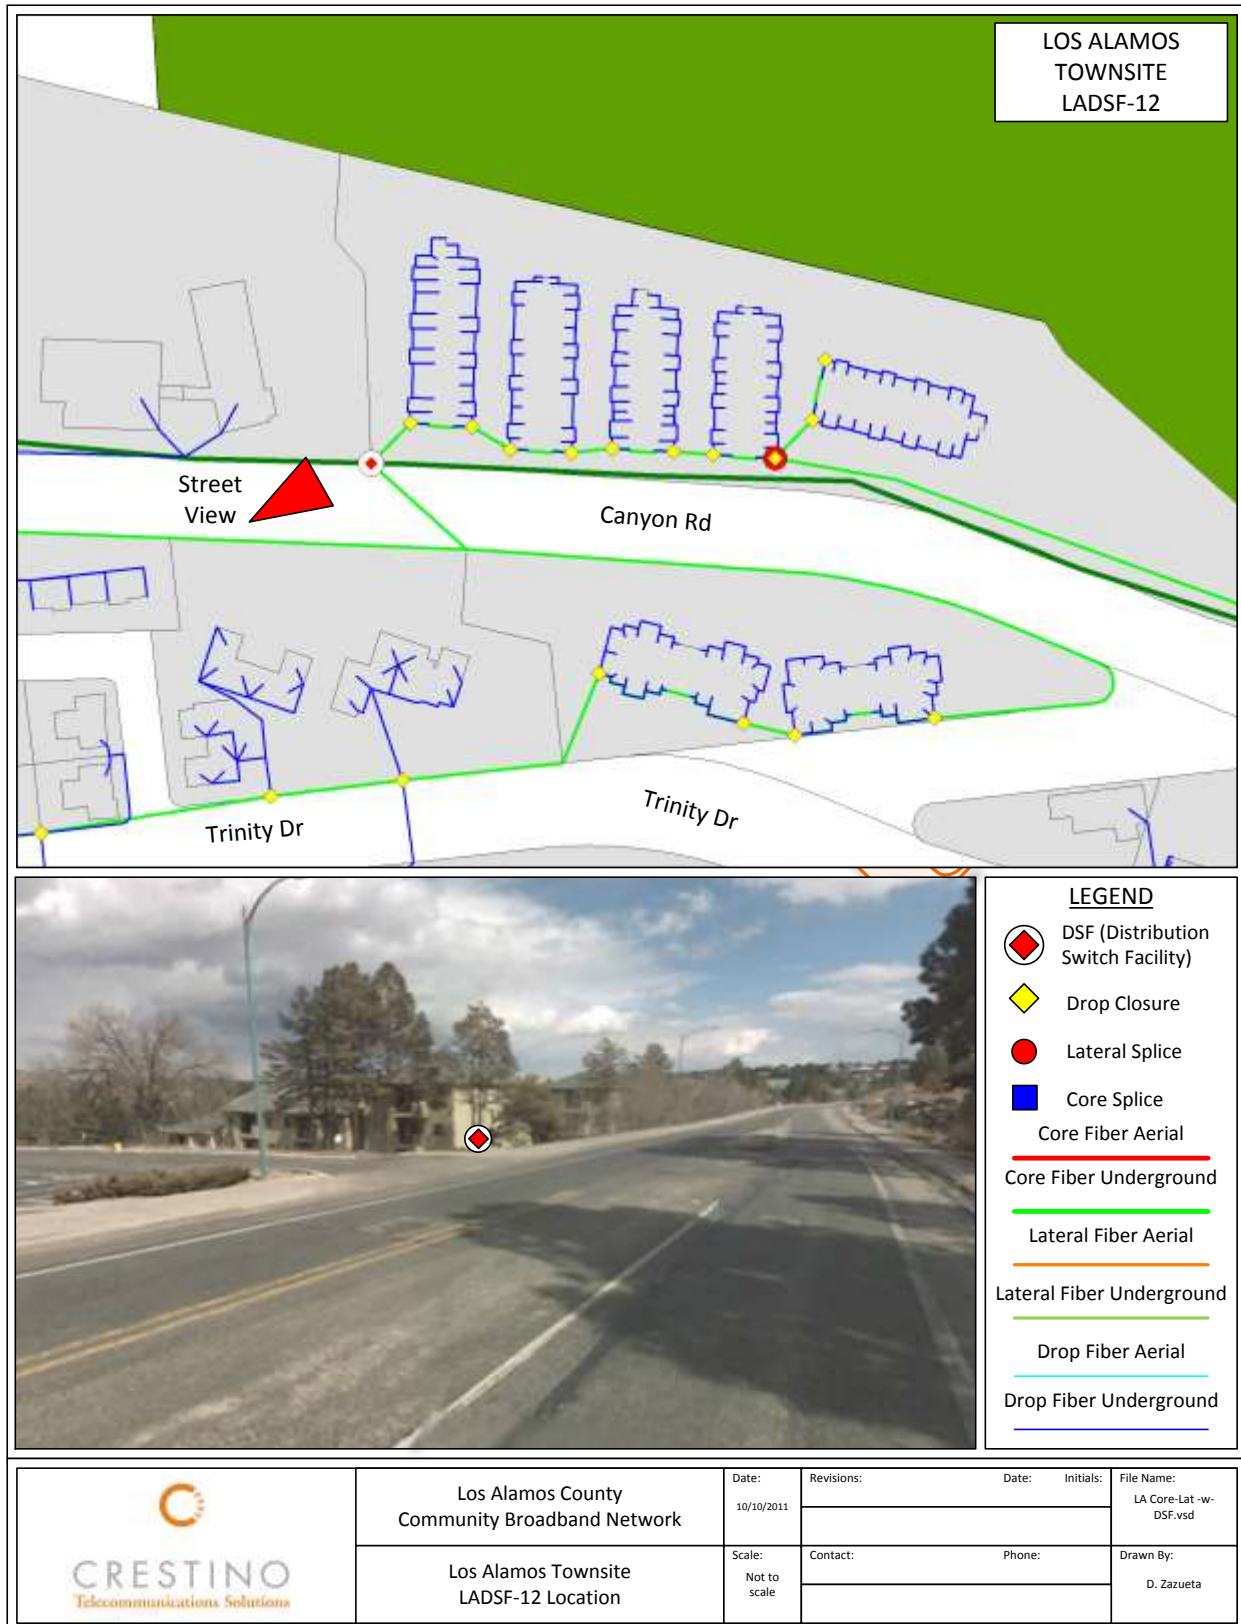 LOS ALAMOS
TOWNSITE
LADSF-12
Street
View
Canyon Rd
Trinity Dr
Trinity Dr
LEGEND
DSF (Distribution
Switch Facility)
Drop Closure
Lateral Splice
Core Splice
Core Fiber Aerial
Core Fiber Underground
Lateral Fiber Aerial
Lateral Fiber Underground
Drop Fiber Aerial
Drop Fiber Underground
CRESTINO
Telecommunications Solutions
Los Alamos County
Community Broadband Network
Los Alamos Townsite
LADSF-12 Location
Date:
10/10/2011
Scale:
Not to
scale
Revisions: Date: Initials:
Contact: Phone:
File Name:
LA Core-Lat -w-
DSF.vsd
Drawn By:
D. Zazueta